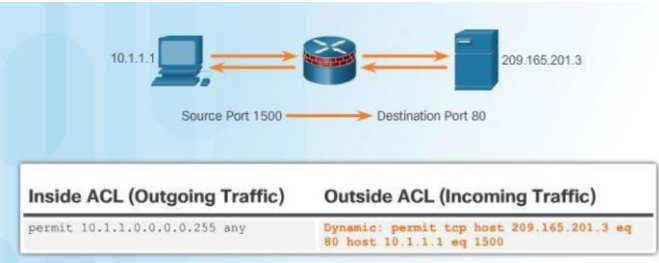 10.1.1.1
209.165.201.3
Source Port 1500
Destination Port 80
Inside ACL (Outgoing Traffic)
Outside ACL (Incoming Traffic)
permit 10.1.1.0.0.0.0.255 any
Dynamic: permit tcp host 209.165.201.3 eq
80 host 10.1.1.1 eq 1500